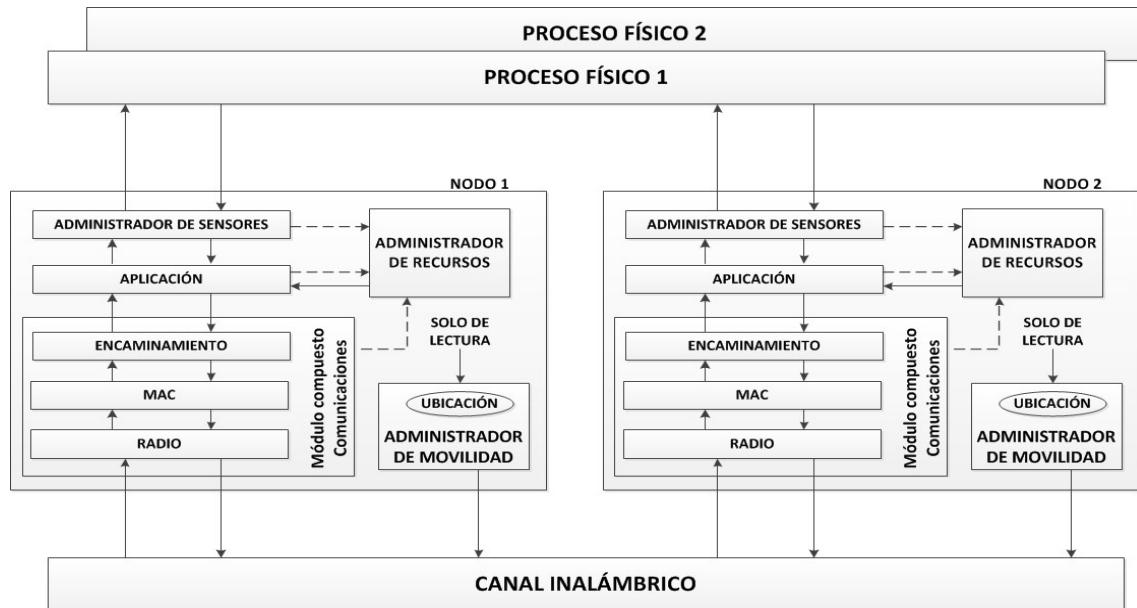 PROCESO FÍSICO 2
PROCESO FÍSICO 1
NODO 1
ADMINISTRADOR DE SENSORES
ADMINISTRADOR
DE RECURSOS
APLICACIÓN
ENCAMINAMIENTO
MAC
RADIO
Módulo compuesto
Comunicaciones
SOLO DE
LECTURA
UBICACIÓN
ADMINISTRADOR
DE MOVILIDAD
NODO 2
ADMINISTRADOR DE SENSORES
ADMINISTRADOR
DE RECURSOS
APLICACIÓN
ENCAMINAMIENTO
MAC
RADIO
Módulo compuesto
Comunicaciones
SOLO DE
LECTURA
UBICACIÓN
ADMINISTRADOR
DE MOVILIDAD
CANAL INALÁMBRICO